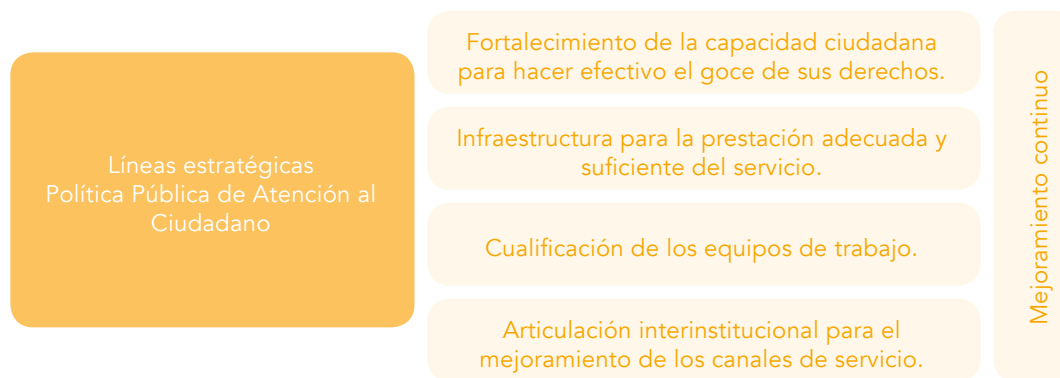 Líneas estratégicas
Política Pública de Atención al
Ciudadano
Fortalecimiento de la capacidad ciudadana
para hacer efectivo el goce de sus derechos.
Infraestructura para la prestación adecuada y
suficiente del servicio.
Cualificación de los equipos de trabajo.
Articulación interinstitucional para el
mejoramiento de los canales de servicio.
Mejoramiento continuo